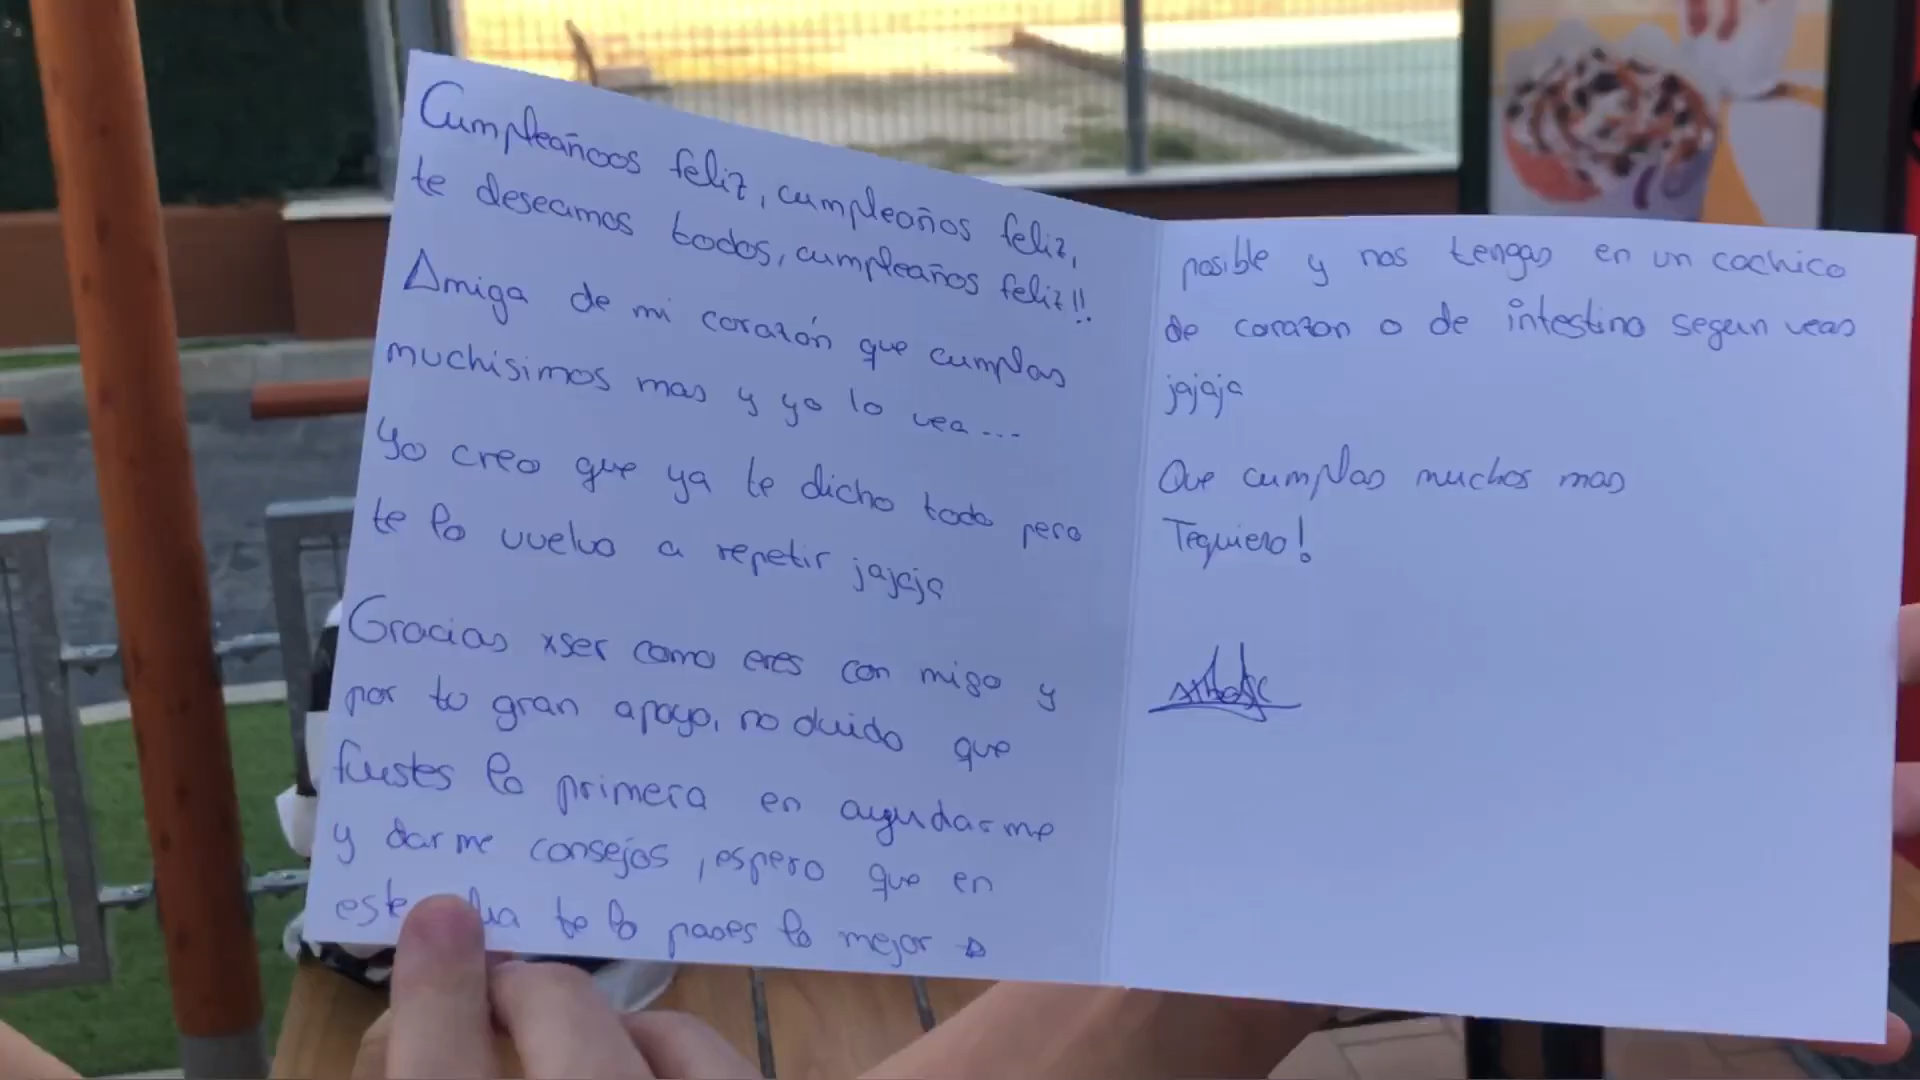 Cumpleañoos feliz, cumpleaños feliz,
te deseamos todos, cumpleaños feliz!!
Amiga de mi corazón que cumplas
muchisimos mas y yo lo vea...
Yo creo que ya te dicho todo pero
te lo vuelvo a repetir jajaja
Gracias xser como eres con migo y
por tu gran apoyo, no duido que
fuistes la primera en ayudarme
y darme consejos, espero que en
este dia te lo pases lo mejor
posible y nos tengas en un cachico
de corazon o de intestino segun veas
jajaja
Que cumplas muchos mas
Tequiero!